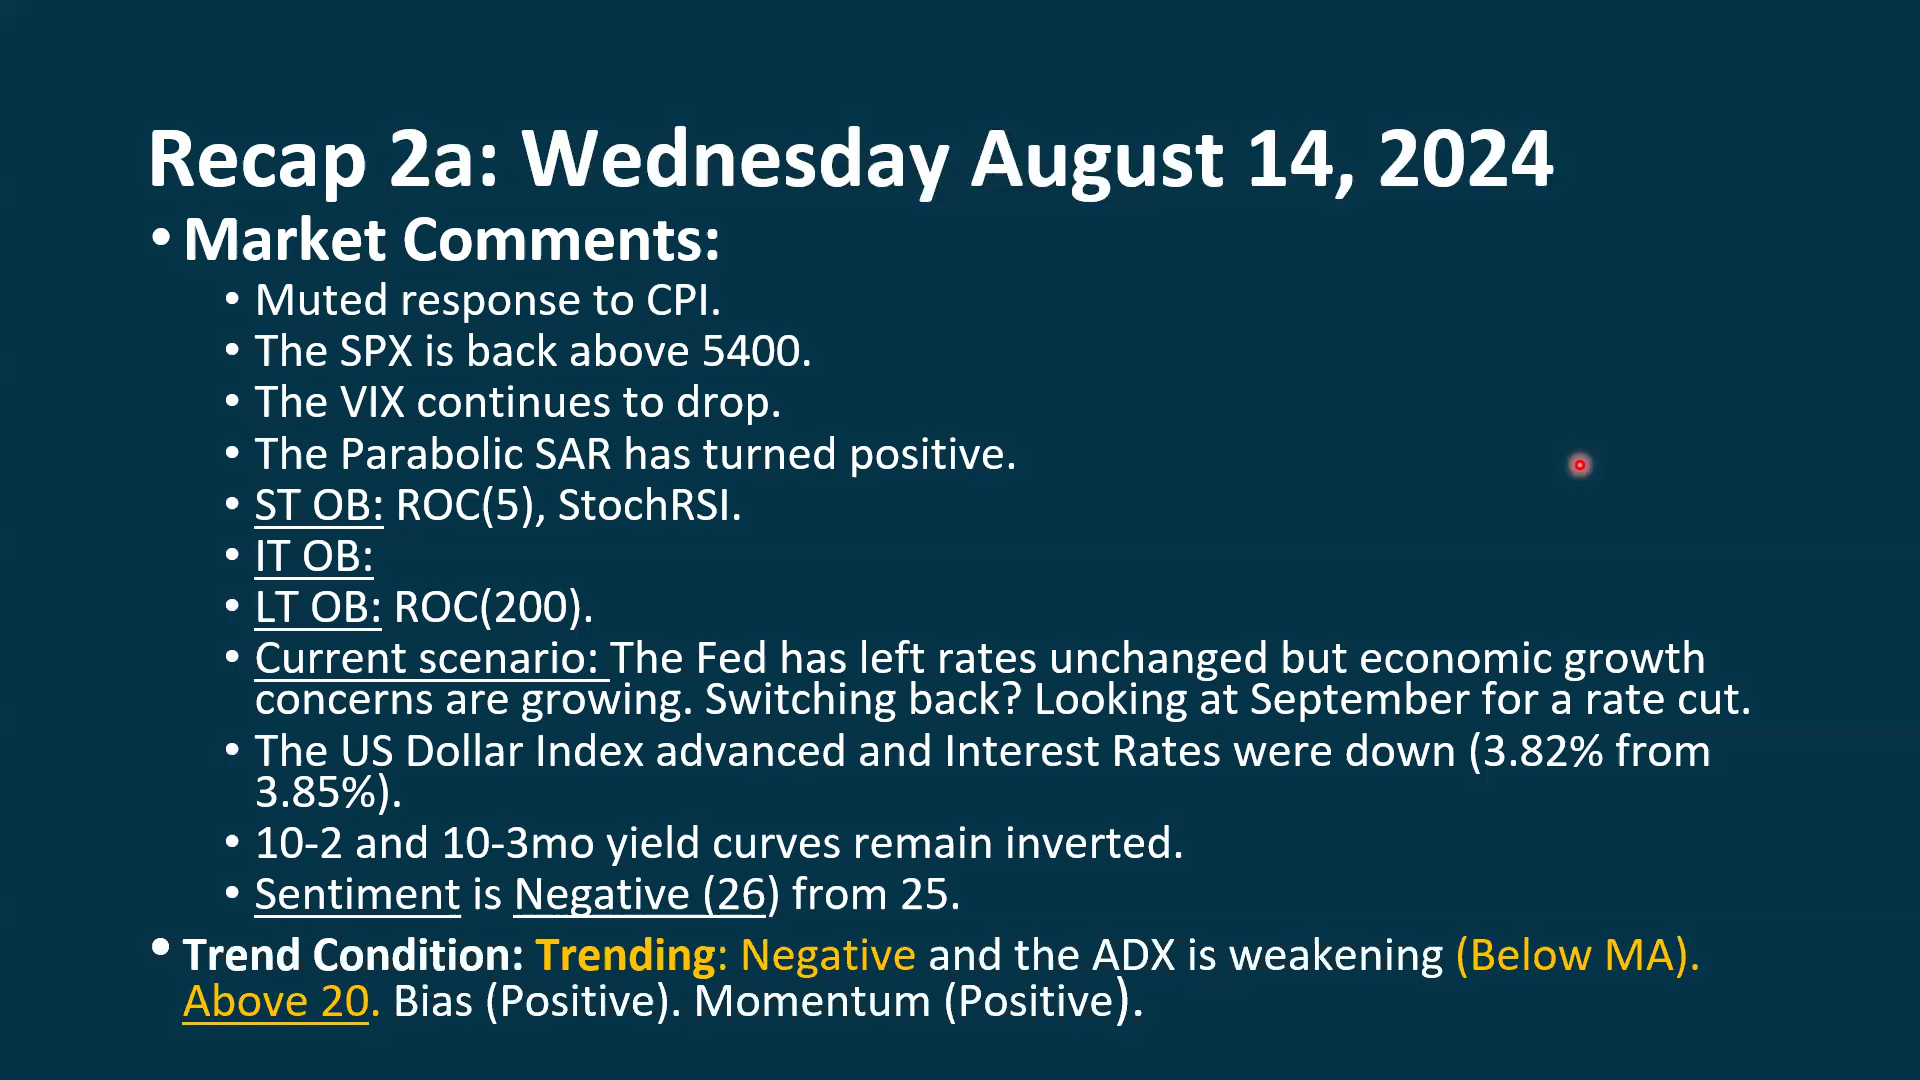 Recap 2a: Wednesday August 14, 2024
• Market Comments:
• Muted response to CPI.
• The SPX is back above 5400.
• The VIX continues to drop.
• The Parabolic SAR has turned positive.
• ST OB: ROC(5), StochRSI.
• IT OB:
• LT OB: ROC(200).
• Current scenario: The Fed has left rates unchanged but economic growth
concerns are growing. Switching back? Looking at September for a rate cut.
• The US Dollar Index advanced and Interest Rates were down (3.82% from
3.85%).
• 10-2 and 10-3mo yield curves remain inverted.
• Sentiment is Negative (26) from 25.
• Trend Condition: Trending: Negative and the ADX is weakening (Below MA).
Above 20. Bias (Positive). Momentum (Positive).